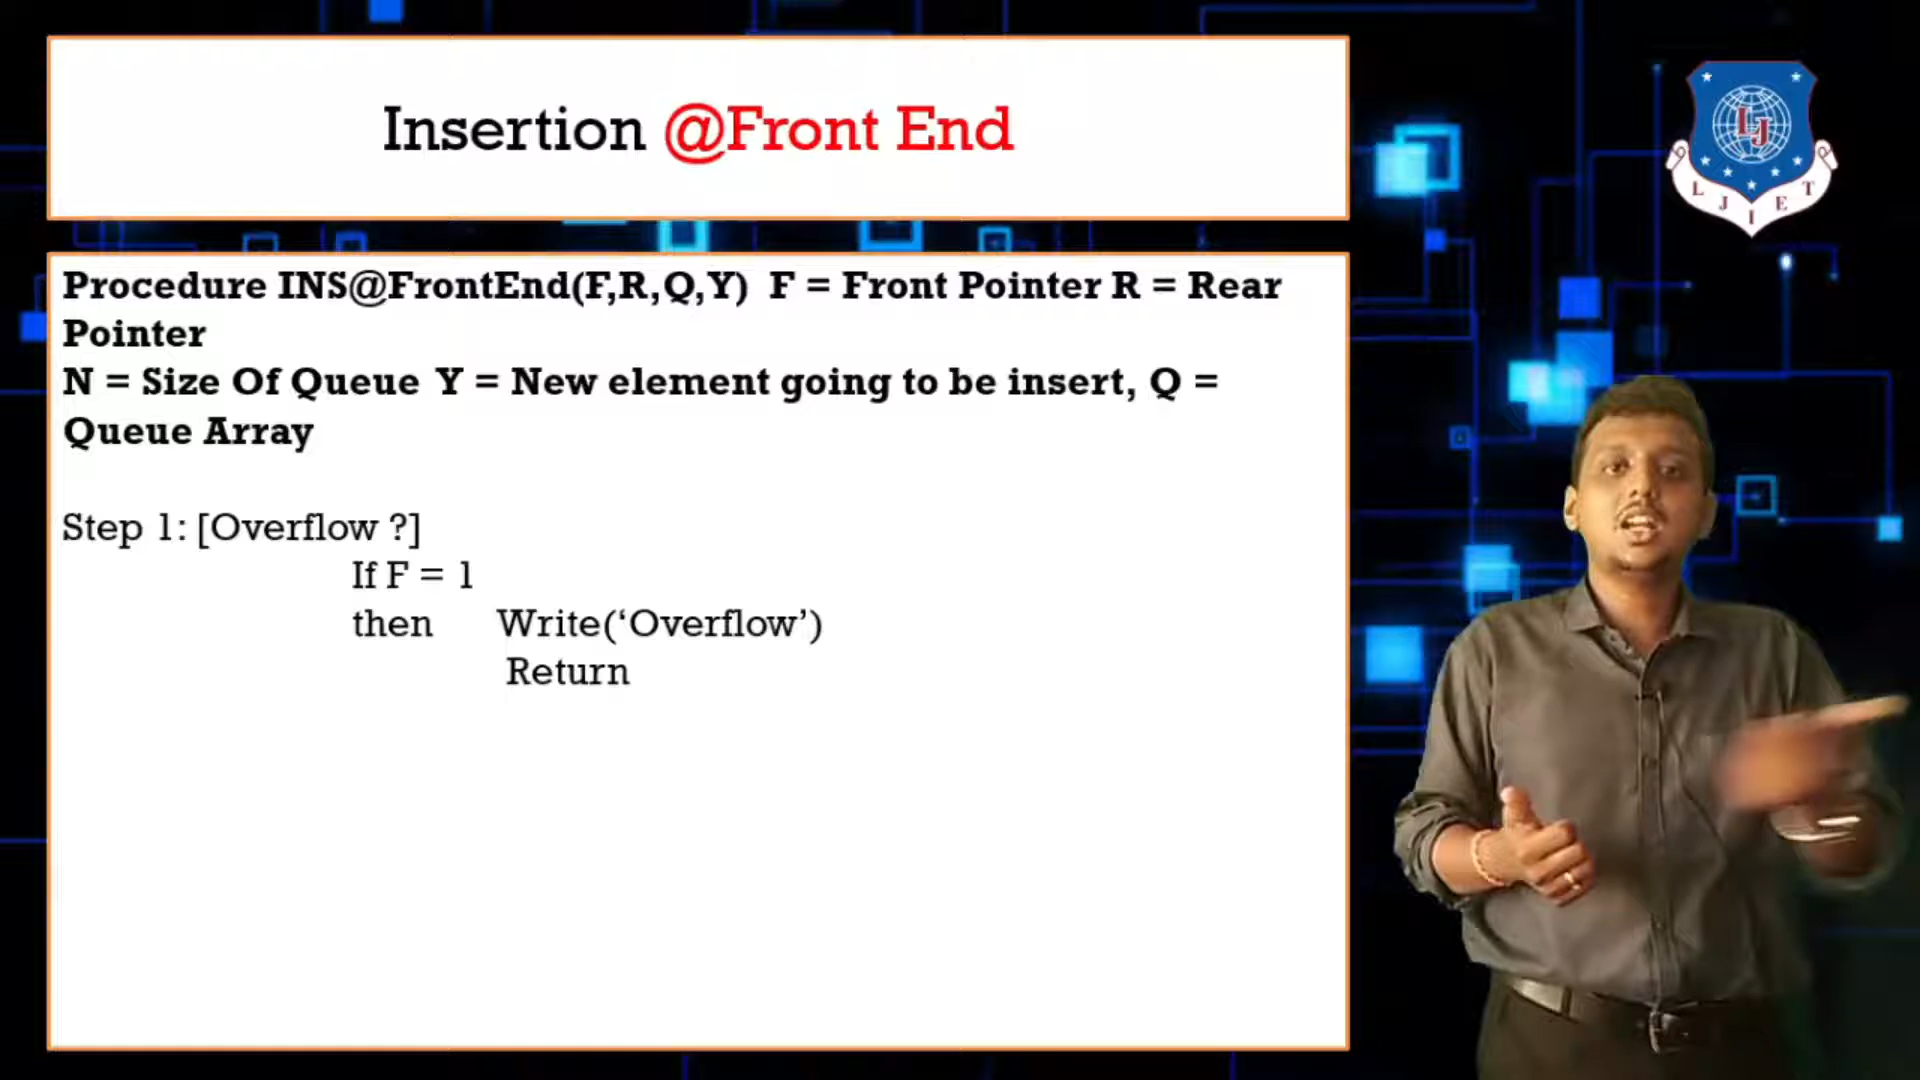 Insertion @Front End
Procedure INS@FrontEnd(F,R,Q,Y) F = Front Pointer R = Rear
Pointer
N = Size Of Queue Y = New element going to be insert, Q =
Queue Array
Step 1: [Overflow ?]
If F = 1
then Write(‘Overflow’)
Return
LJ
L J I E T